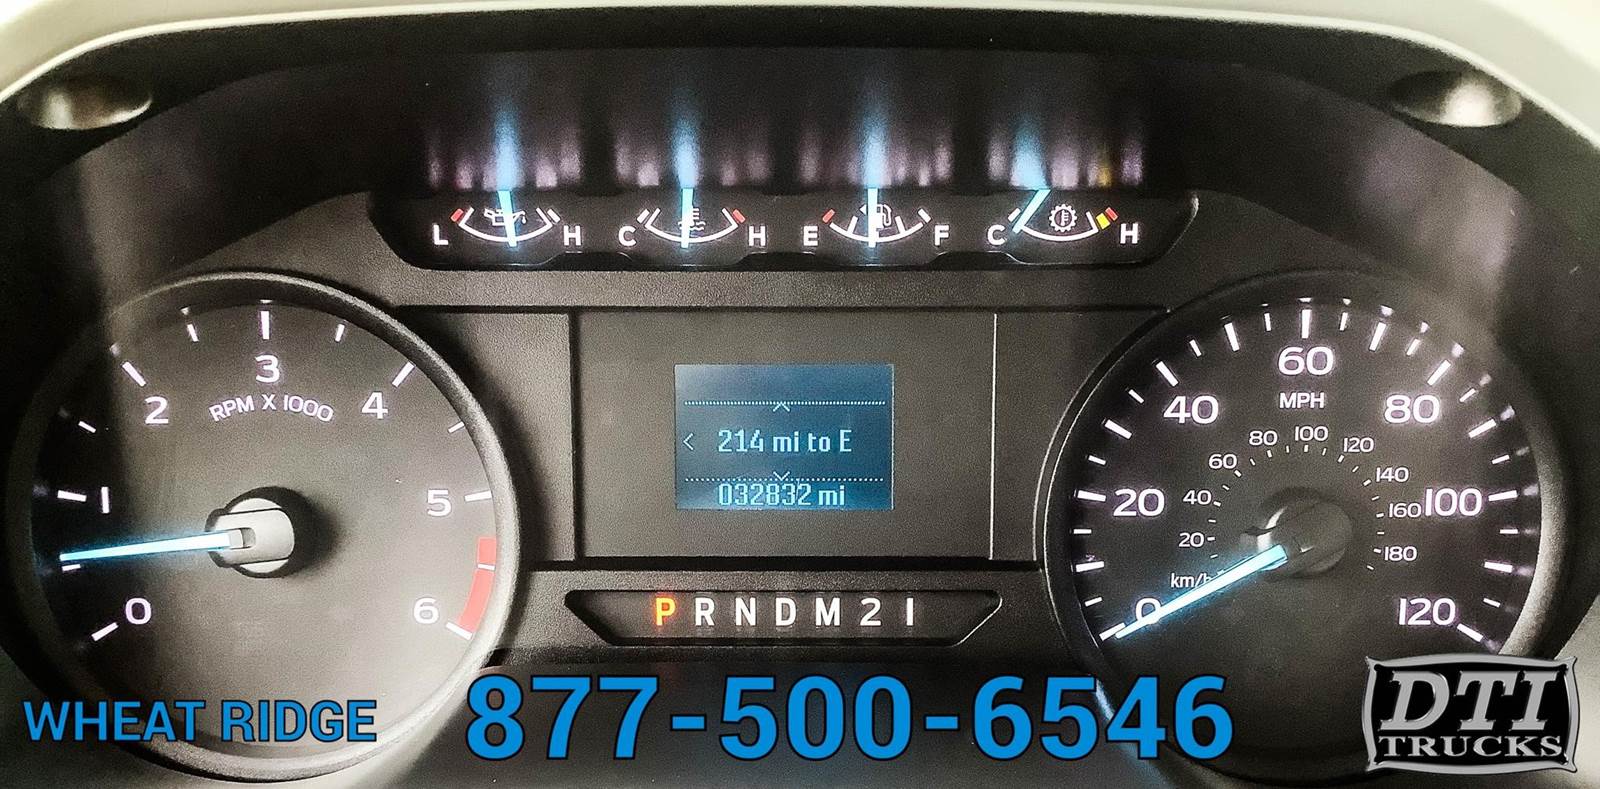 L H C H E F C H
0 1 2 3 4 5 6
RPM X 1000
214 mi to E
032832 mi
P R N D M 2 1
0 20 40 60 80 100 120
MPH
20 40 60 80 100 120 140 160 180
km/h
WHEAT RIDGE
877-500-6546
DTI
TRUCKS